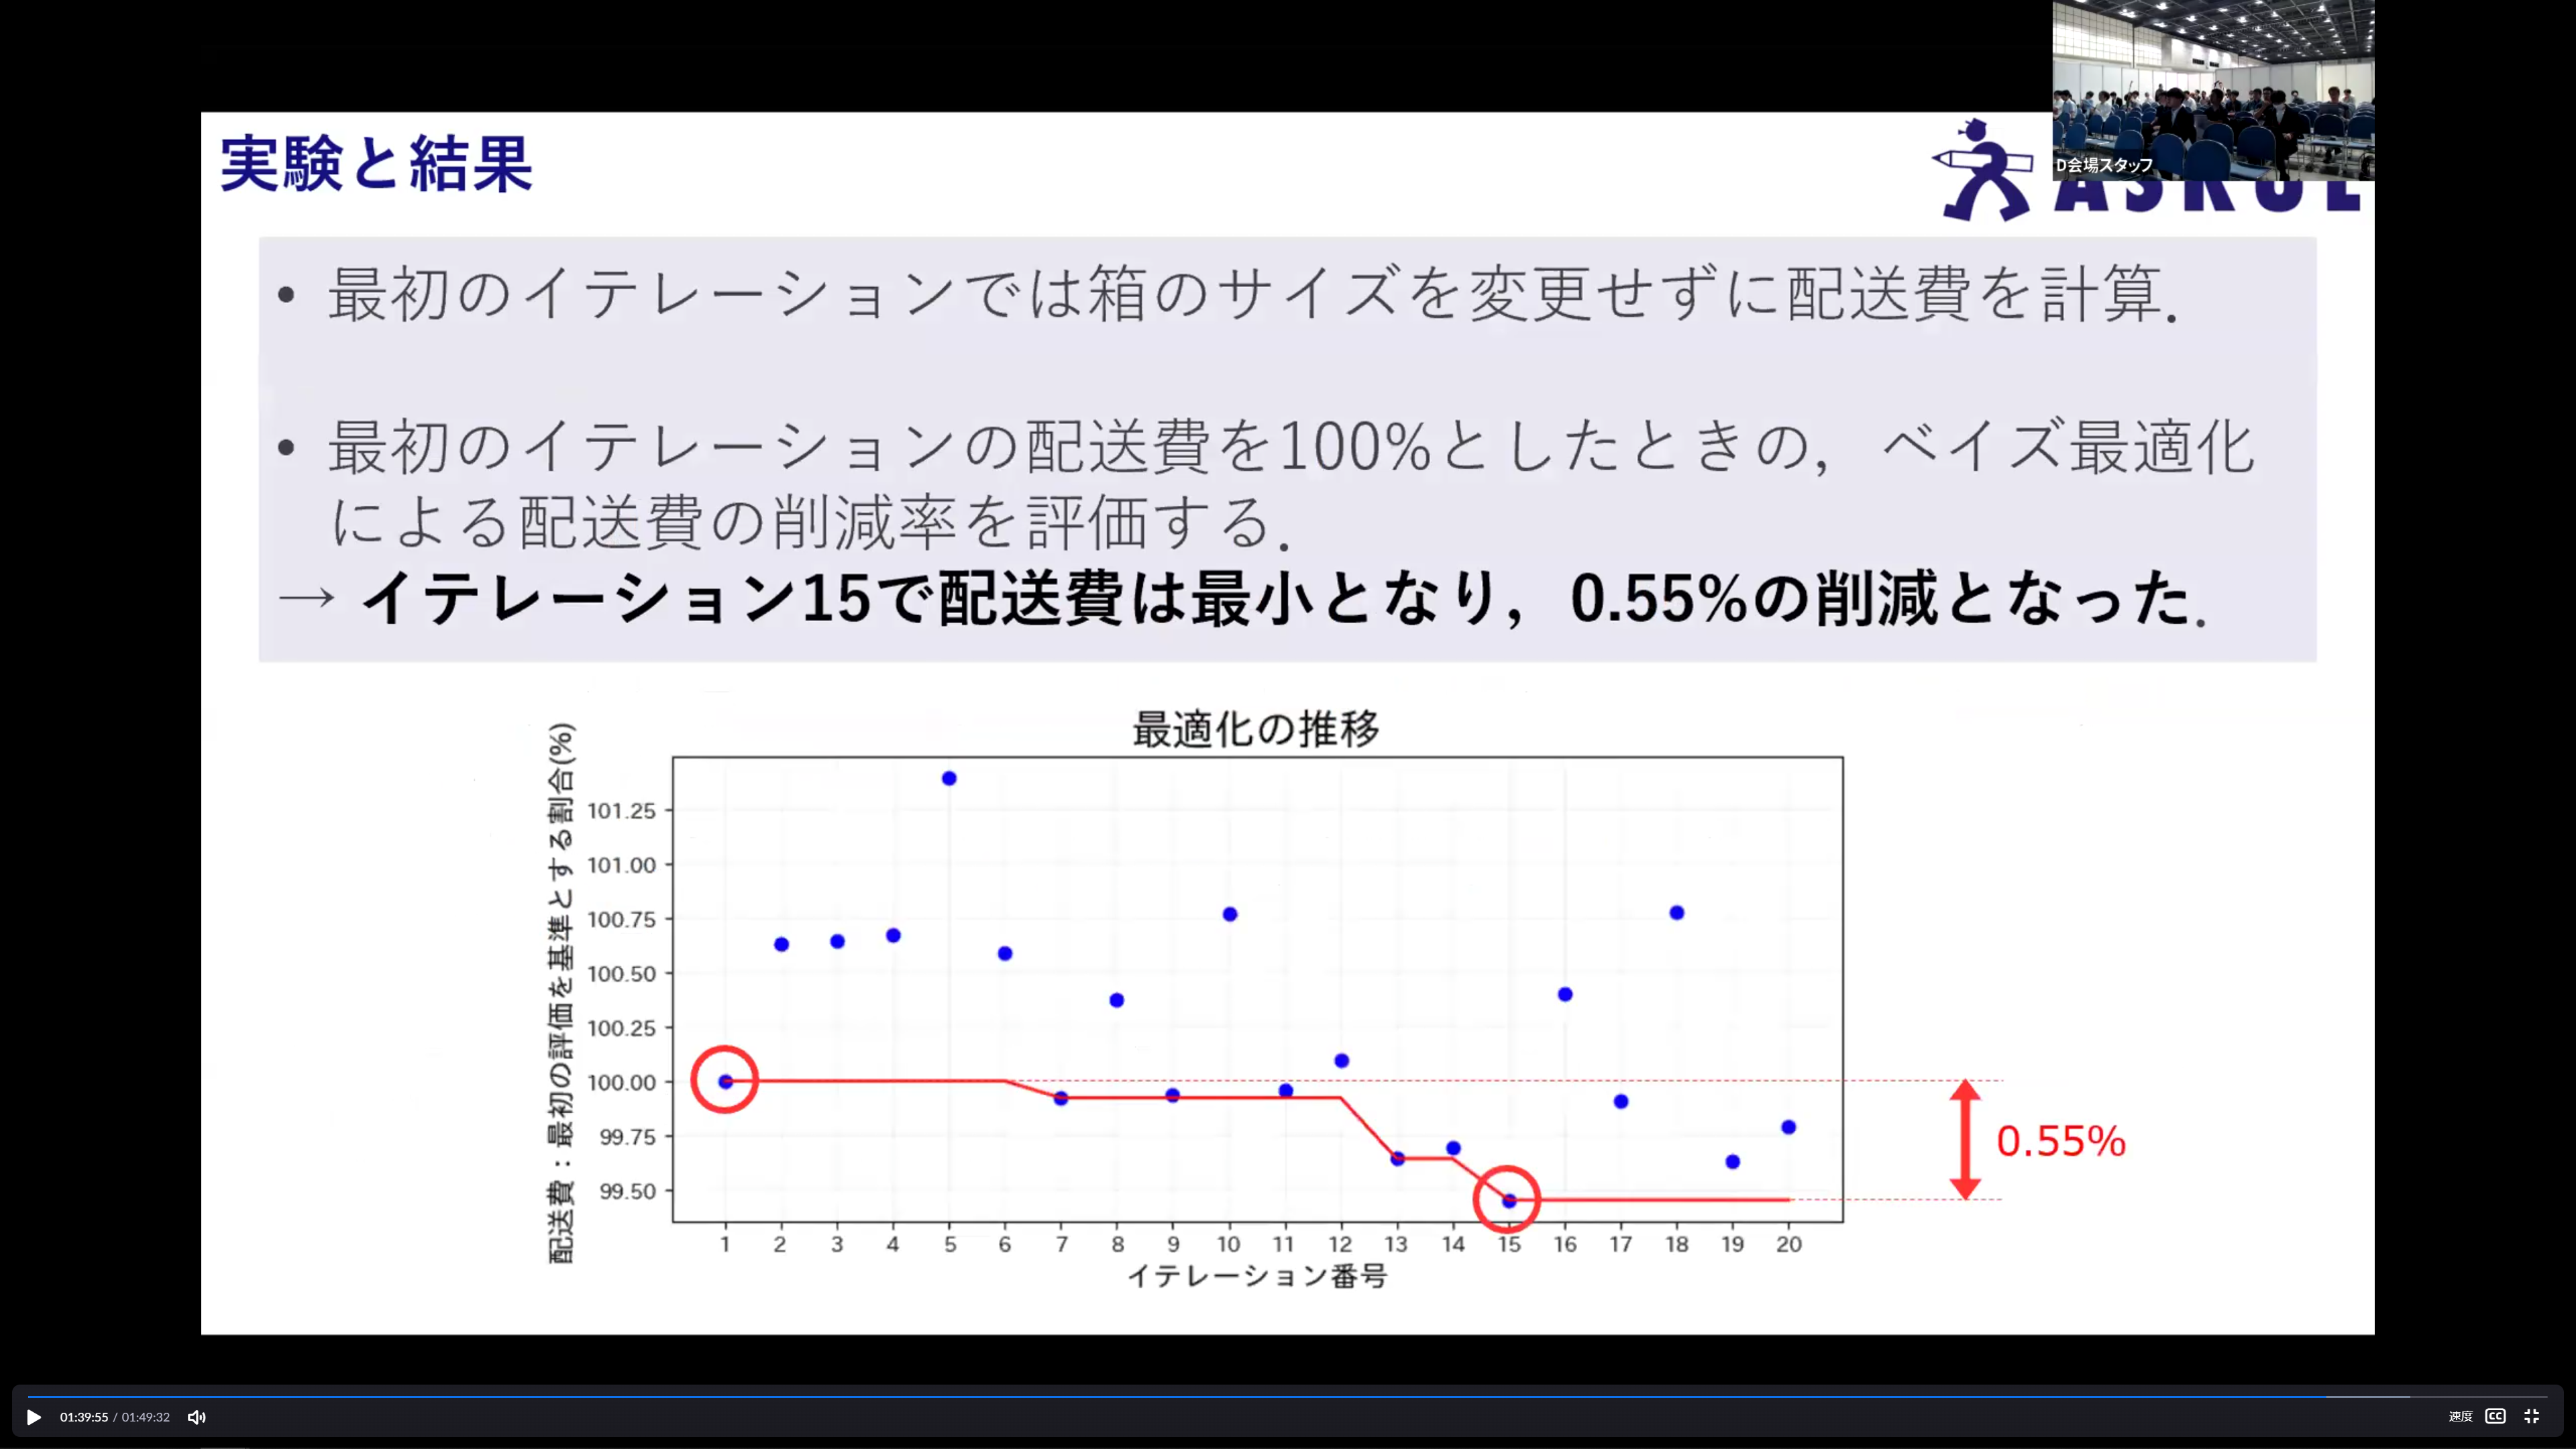 D会場スタッフ
実験と結果
ASKUL
• 最初のイテレーションでは箱のサイズを変更せずに配送費を計算．
• 最初のイテレーションの配送費を100%としたときの，ベイズ最適化
による配送費の削減率を評価する．
→ イテレーション15で配送費は最小となり，0.55%の削減となった．
最適化の推移
配送費：最初の評価を基準とする割合(%)
101.25
101.00
100.75
100.50
100.25
100.00
99.75
99.50
0.55%
1 2 3 4 5 6 7 8 9 10 11 12 13 14 15 16 17 18 19 20
イテレーション番号
01:39:55 / 01:49:32
速度 CC